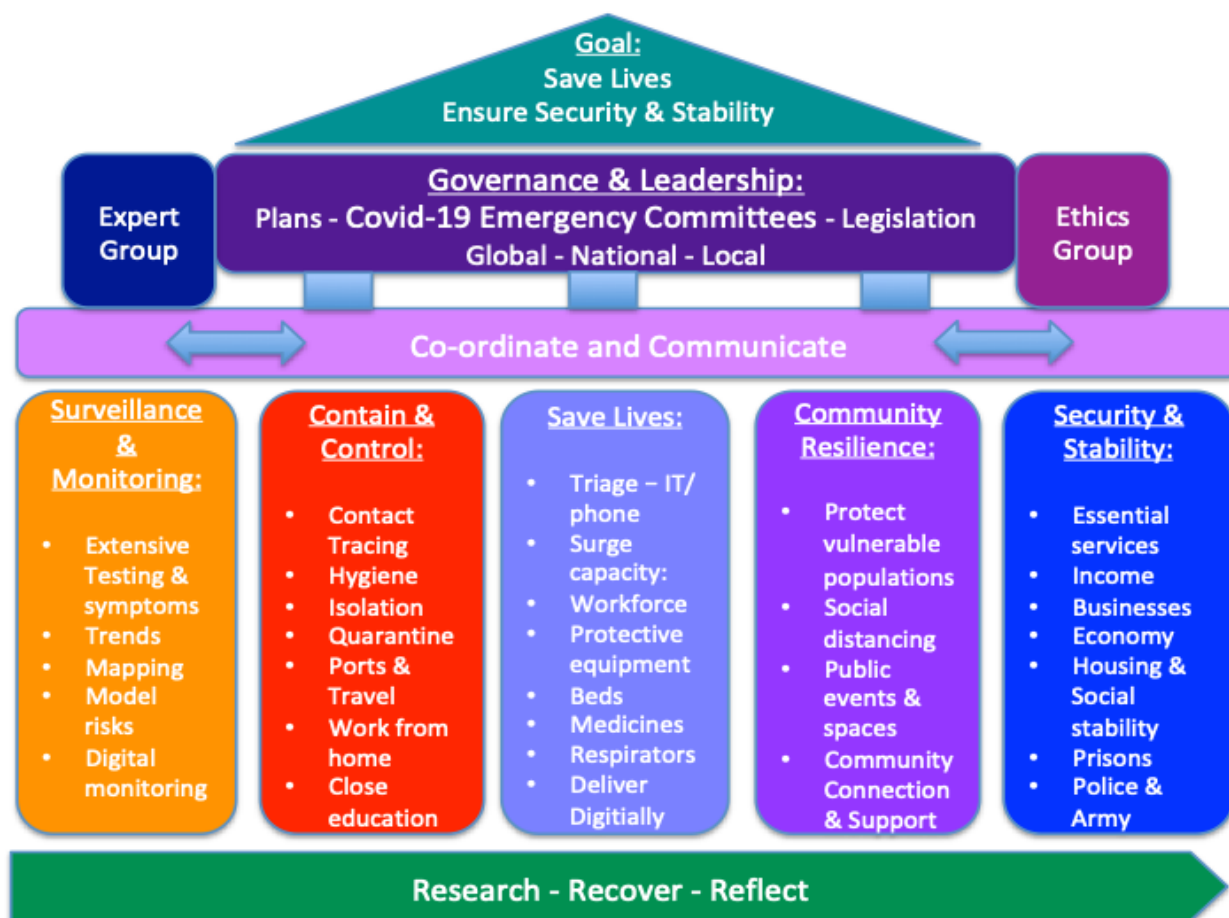 Goal:
Save Lives
Ensure Security & Stability
Expert
Group
Governance & Leadership:
Plans - Covid-19 Emergency Committees - Legislation
Global - National - Local
Ethics
Group
Co-ordinate and Communicate
Surveillance
&
Monitoring:
• Extensive
Testing &
symptoms
• Trends
• Mapping
• Model
risks
• Digital
monitoring
Contain &
Control:
• Contact
Tracing
• Hygiene
• Isolation
• Quarantine
• Ports &
Travel
• Work from
home
• Close
education
Save Lives:
• Triage – IT/
phone
• Surge
capacity:
• Workforce
• Protective
equipment
• Beds
• Medicines
• Respirators
• Deliver
Digitially
Community
Resilience:
• Protect
vulnerable
populations
• Social
distancing
• Public
events &
spaces
• Community
Connection
& Support
Security &
Stability:
• Essential
services
• Income
• Businesses
• Economy
• Housing &
Social
stability
• Prisons
• Police &
Army
Research - Recover - Reflect